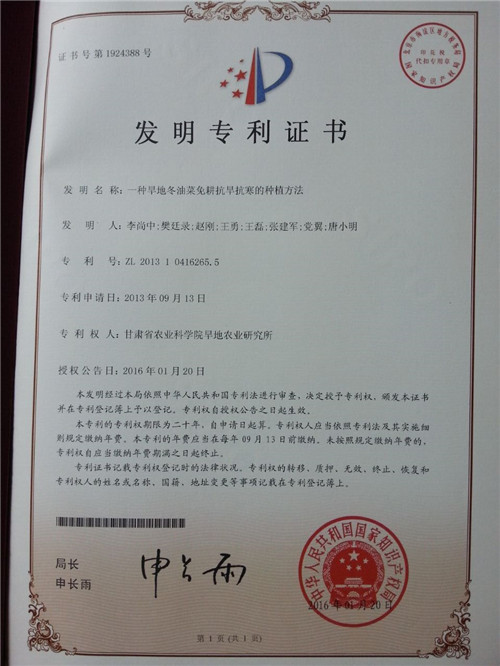 证书号第1924388号
印花税
代扣专用章
国家知识产权局
发明专利证书
发明名称：一种旱地冬油菜免耕抗旱抗寒的种植方法
发明人：李尚中;樊廷录;赵刚;王勇;王磊;张建军;党翼;唐小明
专利号：ZL 2013 1 0416265.5
专利申请日：2013年09月13日
专利权人：甘肃省农业科学院旱地农业研究所
授权公告日：2016年01月20日
本发明经过本局依照中华人民共和国专利法进行审查，决定授予专利权，颁发本证书
并在专利登记簿上予以登记。专利权自授权公告之日起生效。
本专利的专利权期限为二十年，自申请日起算。专利权人应当依照专利法及其实施细
则规定缴纳年费。本专利的年费应当在每年09月13日前缴纳。未按照规定缴纳年费的，
专利权自应当缴纳年费期满之日起终止。
专利证书记载专利权登记时的法律状况。专利权的转移、质押、无效、终止、恢复和
专利权人的姓名或名称、国籍、地址变更等事项记载在专利登记簿上。
局长
申长雨
申长雨
中华人民共和国国家知识产权局
2016年01月20日
第1页(共1页)